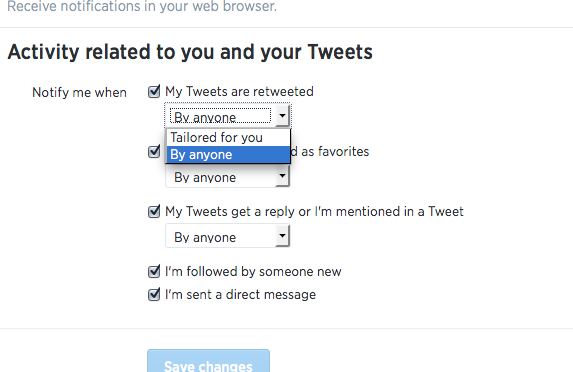 Receive notifications in your web browser.
Activity related to you and your Tweets
Notify me when
My Tweets are retweeted
By anyone
Tailored for you
By anyone
d as favorites
By anyone
My Tweets get a reply or I'm mentioned in a Tweet
By anyone
I'm followed by someone new
I'm sent a direct message
Save changes